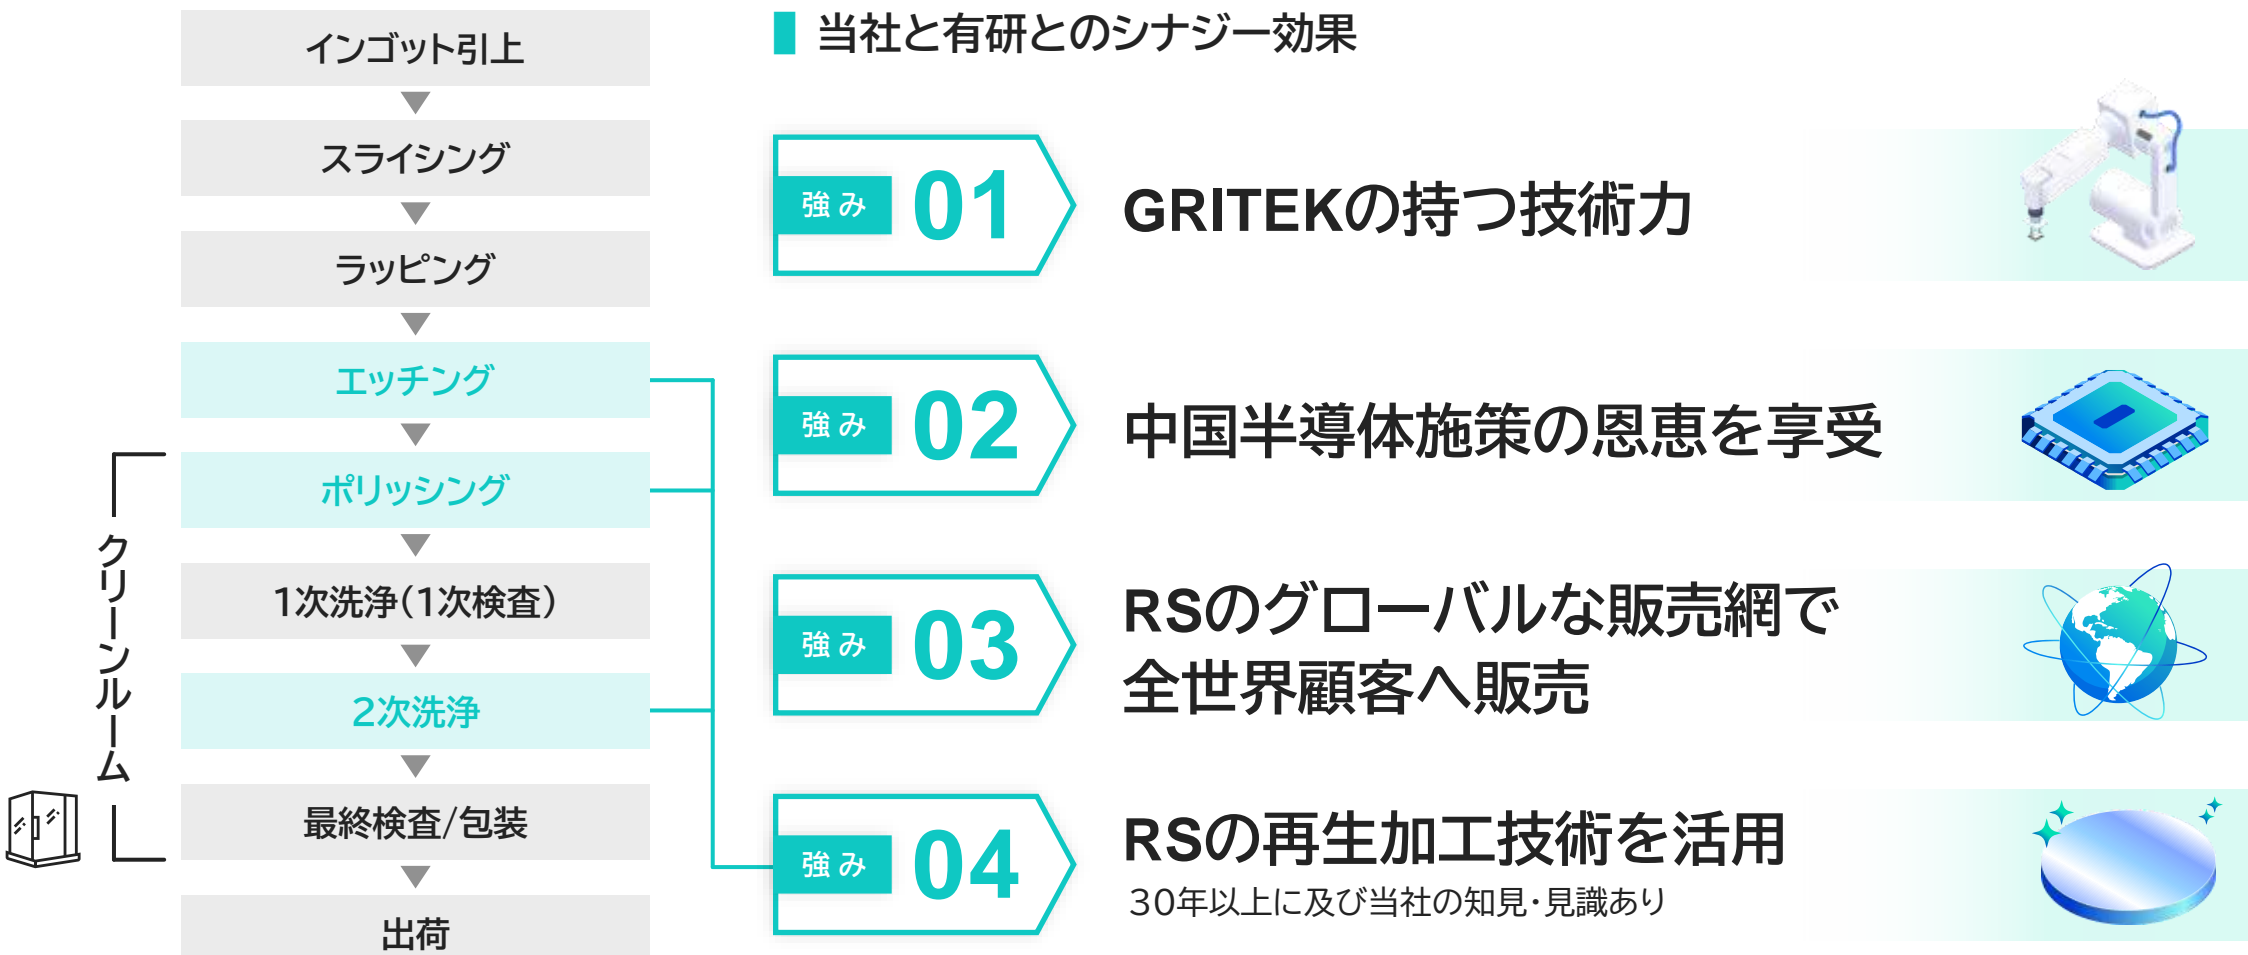 インゴット引上
スライシング
ラッピング
エッチング
ポリッシング
1次洗浄(1次検査)
2次洗浄
最終検査/包装
出荷
クリーンルーム
当社と有研とのシナジー効果
強み 01
GRITEKの持つ技術力
強み 02
中国半導体施策の恩恵を享受
強み 03
RSのグローバルな販売網で
全世界顧客へ販売
強み 04
RSの再生加工技術を活用
30年以上に及び当社の知見・見識あり